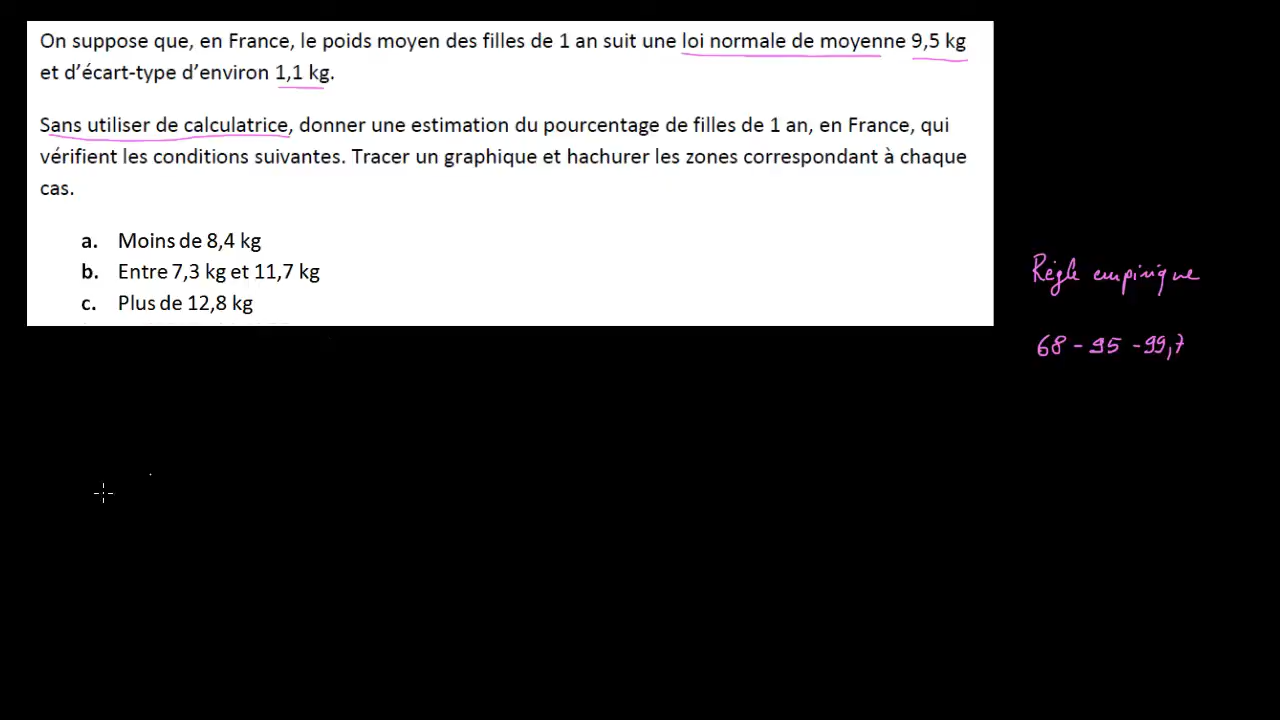 On suppose que, en France, le poids moyen des filles de 1 an suit une loi normale de moyenne 9,5 kg
et d'écart-type d'environ 1,1 kg.
Sans utiliser de calculatrice, donner une estimation du pourcentage de filles de 1 an, en France, qui
vérifient les conditions suivantes. Tracer un graphique et hachurer les zones correspondant à chaque
cas.
a. Moins de 8,4 kg
b. Entre 7,3 kg et 11,7 kg
c. Plus de 12,8 kg
Règle empirique
68 - 95 - 99,7